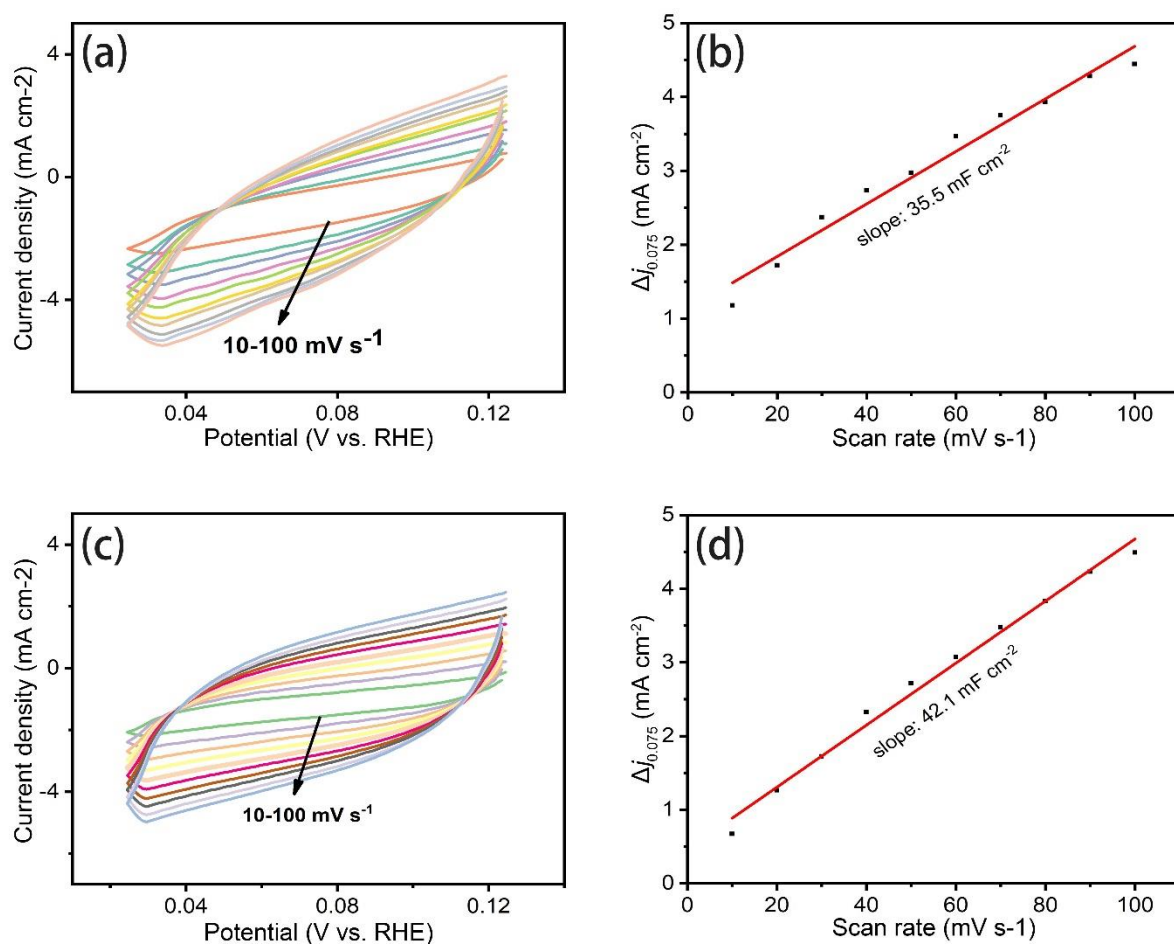 (a)
4
0
-4
Current density (mA cm-2)
10-100 mV s⁻¹
0.04
0.08
0.12
Potential (V vs. RHE)
(b)
5
4
3
2
1
0
Δj₀.₀₇₅ (mA cm⁻²)
slope: 35.5 mF cm⁻²
0
20
40
60
80
100
Scan rate (mV s-1)
(c)
4
0
-4
Current density (mA cm-2)
10-100 mV s⁻¹
0.04
0.08
0.12
Potential (V vs. RHE)
(d)
5
4
3
2
1
0
Δj₀.₀₇₅ (mA cm⁻²)
slope: 42.1 mF cm⁻²
0
20
40
60
80
100
Scan rate (mV s-1)